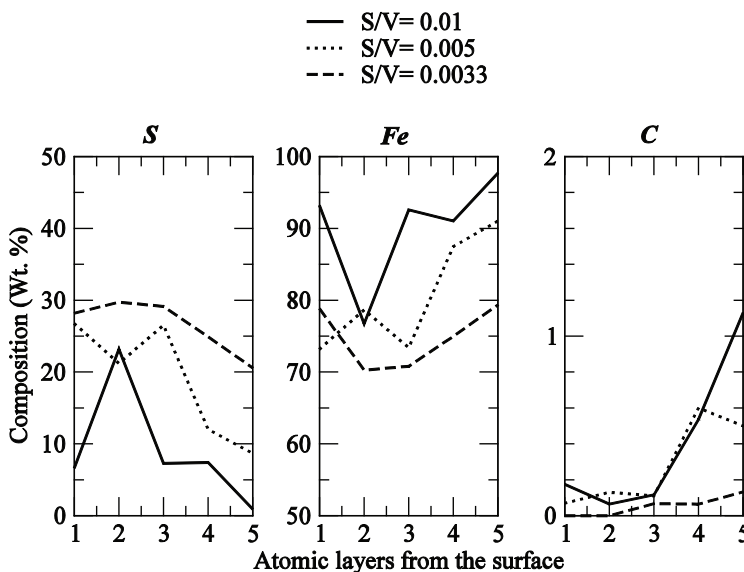 S/V= 0.01
S/V= 0.005
S/V= 0.0033
S Fe C
50 100 2
40 90
30 80 1
20 70
10 60
0 50 0
1 2 3 4 5 1 2 3 4 5 1 2 3 4 5
Composition (Wt. %)
Atomic layers from the surface